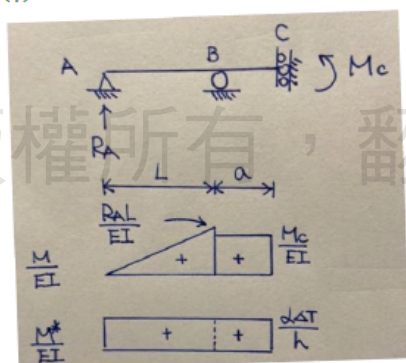 C
A B Mc
RA
L a
RAL/EI Mc/EI
M/EI + +
M*/EI + + αΔT/h
權所有，翻